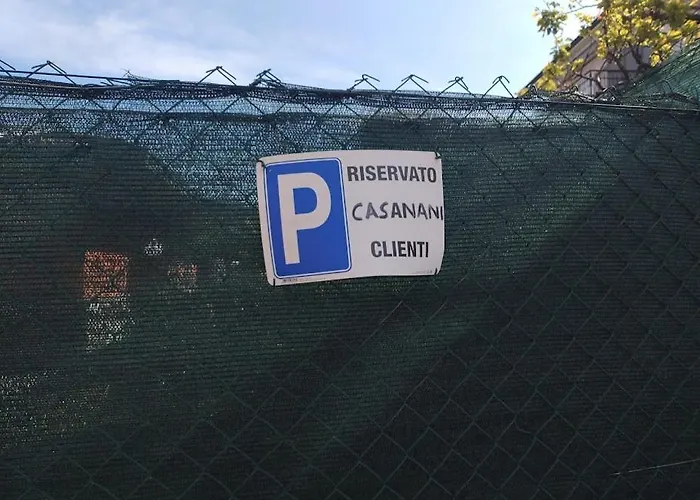 P
RISERVATO
CASANANI
CLIENTI